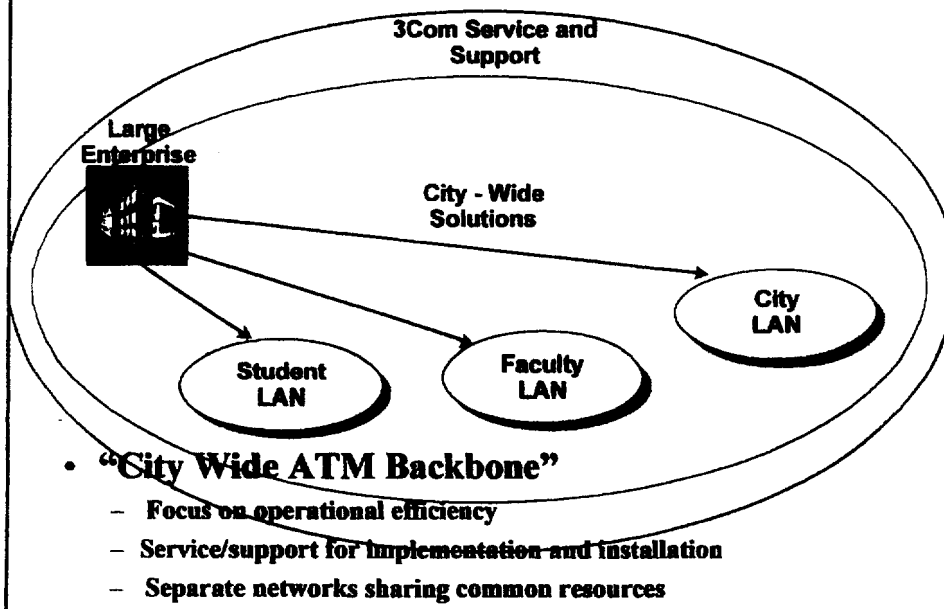 3Com Service and
Support
Large
Enterprise
City - Wide
Solutions
City
LAN
Faculty
LAN
Student
LAN
• “City Wide ATM Backbone”
– Focus on operational efficiency
– Service/support for implementation and installation
– Separate networks sharing common resources